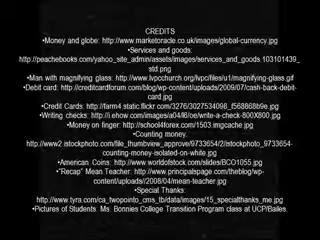 CREDITS
•Money and globe: http://www.marketoracle.co.uk/images/global-currency.jpg
•Services and goods:
http://peachebooks.com/yahoo_site_admin/assets/images/services_and_goods.103101439_
std.png
•Man with magnifying glass: http://www.lvpcchurch.org/lvpc/files/u1/magnifying-glass.gif
•Debit card: http://creditcardforum.com/blog/wp-content/uploads/2009/07/cash-back-debit-
card.jpg
•Credit Cards: http://farm4.static.flickr.com/3276/3027534098_f568868b9e.jpg
•Writing checks: http://i.ehow.com/images/a04/l6/oe/write-a-check-800X800.jpg
•Money on finger: http://school4forex.com/1503.imgcache.jpg
•Counting money:
http://www2.istockphoto.com/file_thumbview_approve/9733654/2/istockphoto_9733654-
counting-money-isolated-on-white.jpg
•American Coins: http://www.worldofstock.com/slides/BCO1055.jpg
•"Recap" Mean Teacher: http://www.principalspage.com/theblog/wp-
content/uploads//2008/04/mean-teacher.jpg
•Special Thanks:
http://www.tyra.com/ca_twopointo_cms_tb/data/images/15_specialthanks_me.jpg
•Pictures of Students: Ms. Bonnies College Transition Program class at UCP/Bailes.